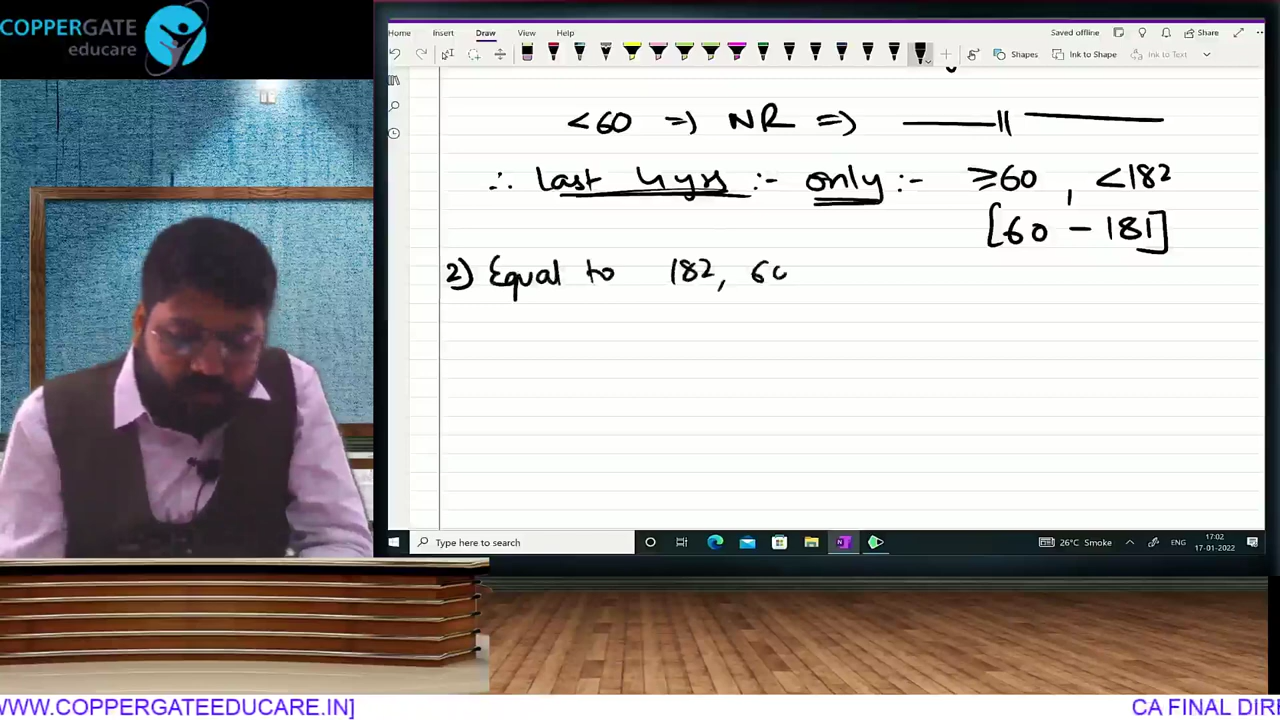 COPPERGATE
educare
Home Insert Draw View Help
Saved offline
Share
Shapes
Ink to Shape
Ink to Text
<60 ⇒ NR ⇒ —— 11 ——
∴ Last 4 yrs :- only :- ≥60 , <182
[60 - 181]
2) Equal to 182, 60
Type here to search
26°C Smoke
ENG
17:02
17-01-2022
WWW.COPPERGATEEDUCARE.IN]
CA FINAL DIRE